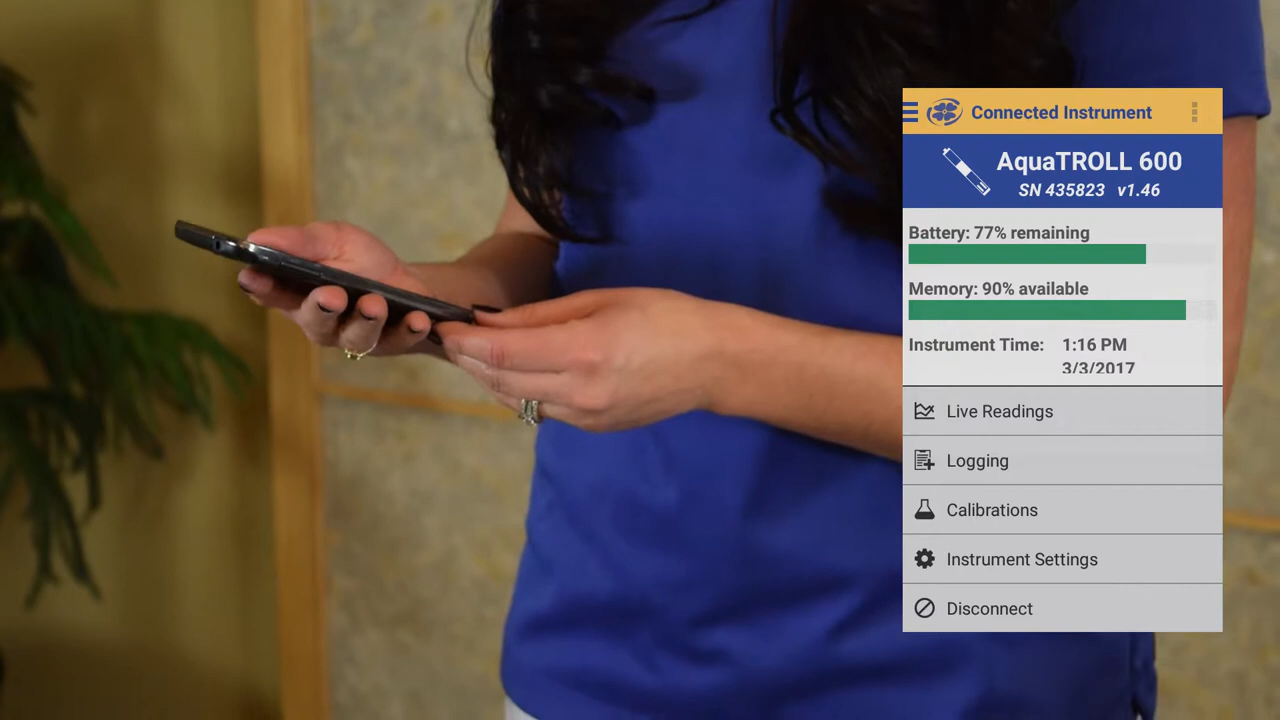 Connected Instrument
AquaTROLL 600
SN 435823 v1.46
Battery: 77% remaining
Memory: 90% available
Instrument Time: 1:16 PM
3/3/2017
Live Readings
Logging
Calibrations
Instrument Settings
Disconnect